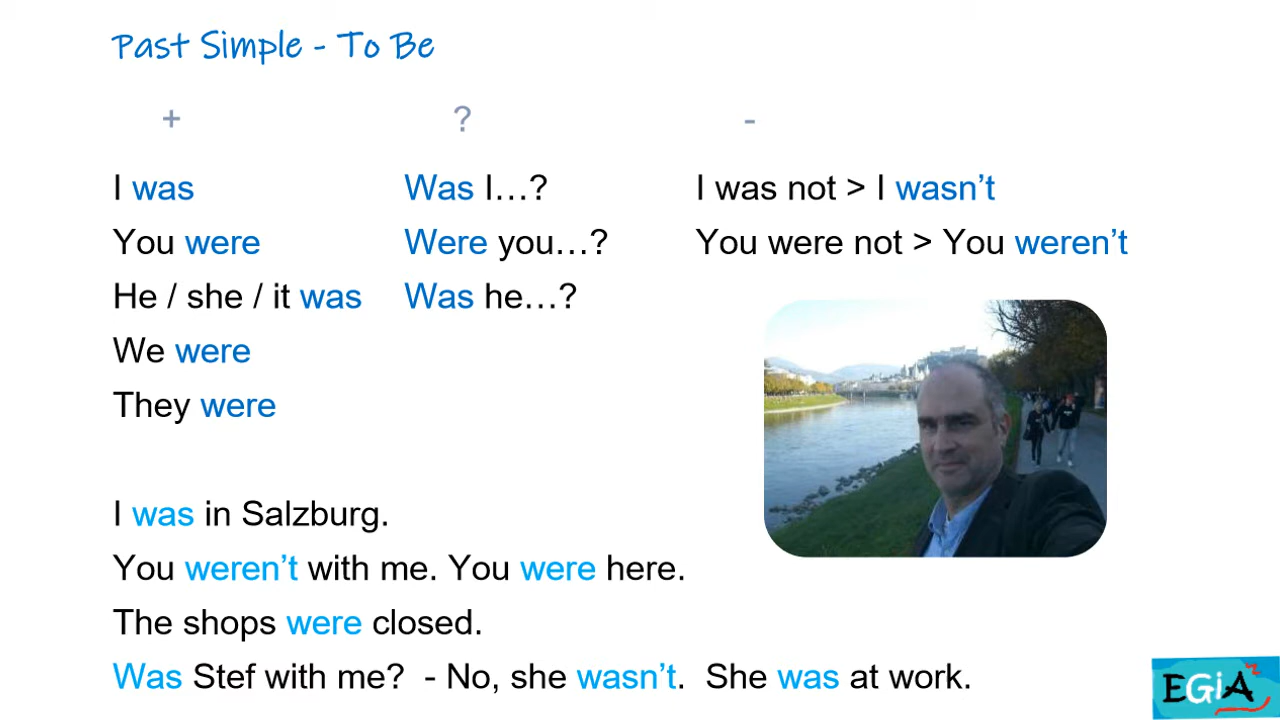 Past Simple - To Be
+ ? -
I was Was I…? I was not > I wasn’t
You were Were you…? You were not > You weren’t
He / she / it was Was he…?
We were
They were
I was in Salzburg.
You weren’t with me. You were here.
The shops were closed.
Was Stef with me? - No, she wasn’t. She was at work.
EGiA